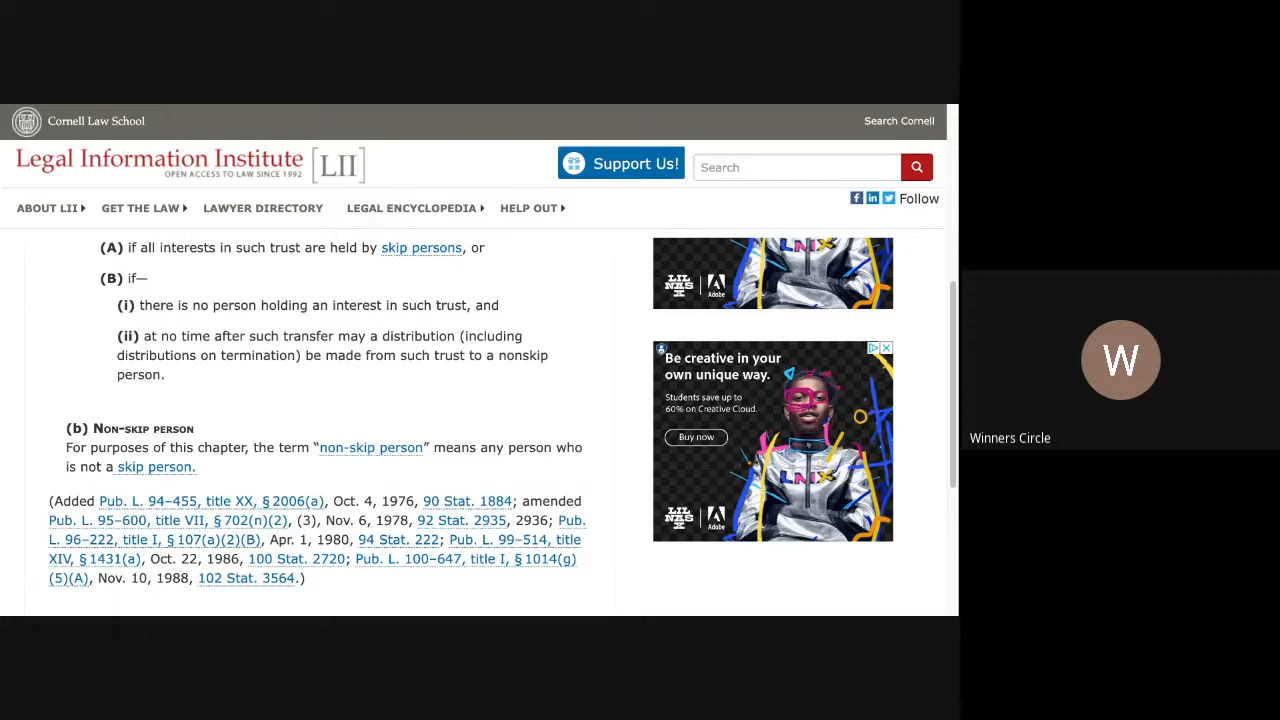 Cornell Law School
Search Cornell
Legal Information Institute [LII]
OPEN ACCESS TO LAW SINCE 1992
Support Us!
Search
Follow
ABOUT LII
GET THE LAW
LAWYER DIRECTORY
LEGAL ENCYCLOPEDIA
HELP OUT
(A) if all interests in such trust are held by skip persons, or
(B) if—
(i) there is no person holding an interest in such trust, and
(ii) at no time after such transfer may a distribution (including
distributions on termination) be made from such trust to a nonskip
person.
(b) NON-SKIP PERSON
For purposes of this chapter, the term “non-skip person” means any person who
is not a skip person.
(Added Pub. L. 94–455, title XX, § 2006(a), Oct. 4, 1976, 90 Stat. 1884; amended
Pub. L. 95–600, title VII, § 702(n)(2), (3), Nov. 6, 1978, 92 Stat. 2935, 2936; Pub.
L. 96–222, title I, § 107(a)(2)(B), Apr. 1, 1980, 94 Stat. 222; Pub. L. 99–514, title
XIV, § 1431(a), Oct. 22, 1986, 100 Stat. 2720; Pub. L. 100–647, title I, § 1014(g)
(5)(A), Nov. 10, 1988, 102 Stat. 3564.)
LNX
LIL
NAS
X
Adobe
Be creative in your
own unique way.
Students save up to
60% on Creative Cloud.
Buy now
LNX
LIL
NAS
X
Adobe
W
Winners Circle